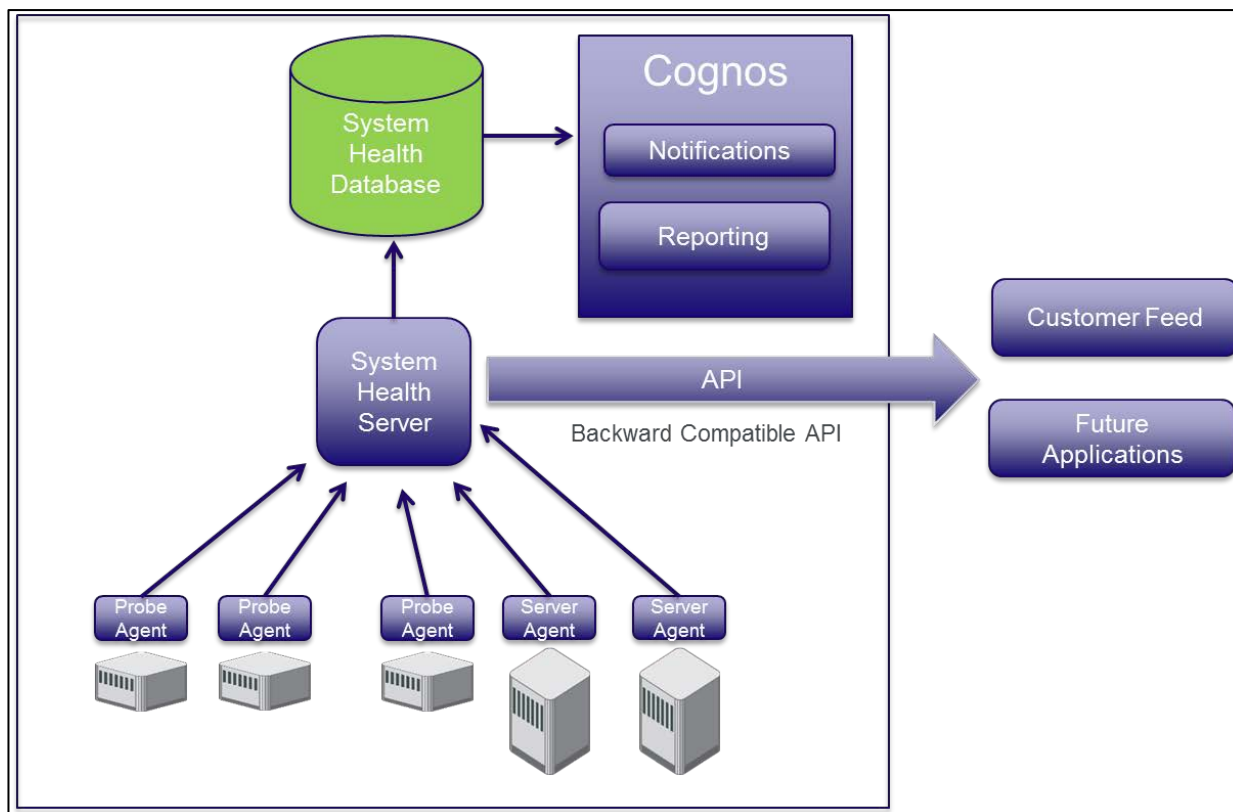 System
Health
Database
Cognos
Notifications
Reporting
System
Health
Server
API
Backward Compatible API
Customer Feed
Future
Applications
Probe
Agent
Probe
Agent
Probe
Agent
Server
Agent
Server
Agent